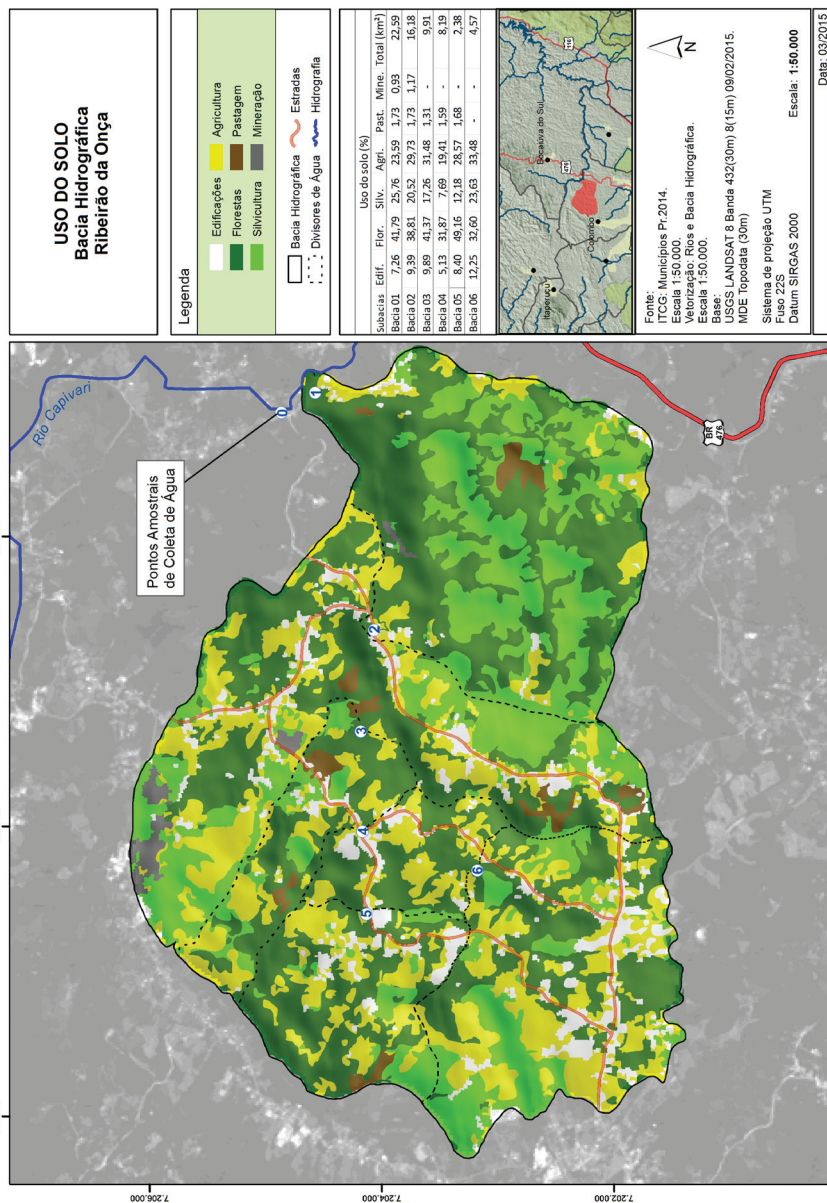 USO DO SOLO
Bacia Hidrográfica
Ribeirão da Onça
Legenda
Edificações
Agricultura
Florestas
Pastagem
Silvicultura
Mineração
Bacia Hidrográfica
Estradas
Divisores de Água
Hidrografia
Uso do solo (%)
Subacias Edif. Flor. Silv. Agri. Past. Mine. Total (km²)
Bacia 01 7,26 41,79 25,76 23,59 1,73 0,93 22,59
Bacia 02 9,39 38,81 20,52 29,73 1,73 1,17 16,18
Bacia 03 9,89 41,37 17,26 31,48 1,31 - 9,91
Bacia 04 5,13 31,87 7,69 19,41 1,59 - 8,19
Bacia 05 8,40 49,16 12,18 28,57 1,68 - 2,38
Bacia 06 12,25 32,60 23,63 33,48 - - 4,57
Itaperuçu
Colombo
Bocaiúva do Sul
476
116
Fonte:
ITCG: Municípios Pr.2014.
Escala 1:50.000.
Vetorização: Rios e Bacia Hidrográfica.
Escala 1:50.000.
Base:
USGS LANDSAT 8 Banda 432(30m) 8(15m) 09/02/2015.
MDE Topodata (30m)
N
Sistema de projeção UTM
Fuso 22S
Datum SIRGAS 2000
Escala: 1:50.000
Data: 03/2015
Rio Capivari
Pontos Amostrais
de Coleta de Água
0
1
2
3
4
5
6
BR
476
7.206.000
7.204.000
7.202.000